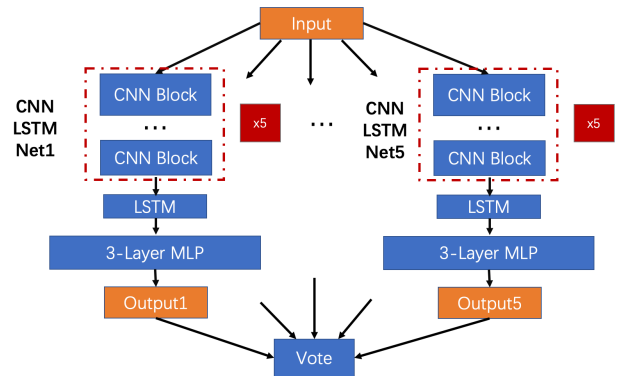 Input
CNN
LSTM
Net1
CNN Block
...
CNN Block
x5
...
CNN
LSTM
Net5
CNN Block
...
CNN Block
x5
LSTM
LSTM
3-Layer MLP
3-Layer MLP
Output1
Output5
Vote